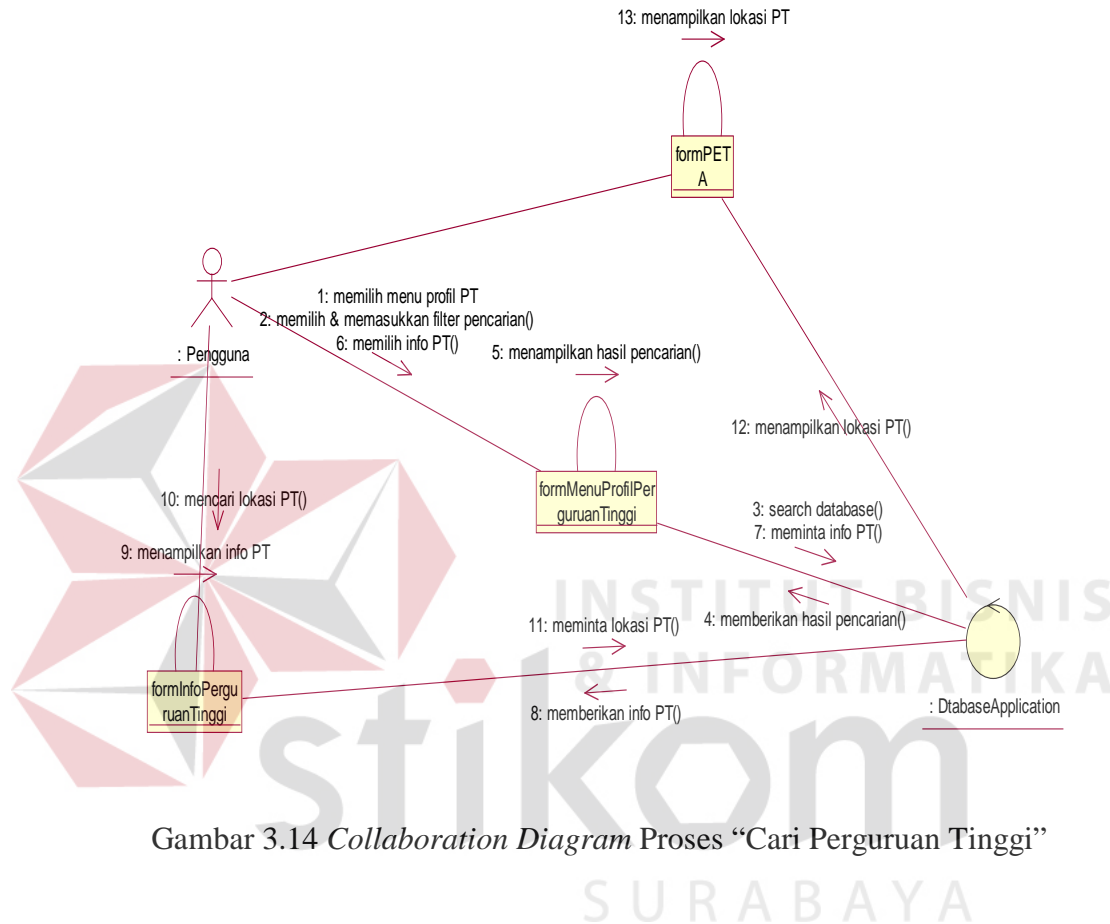 13: menampilkan lokasi PT
formPET
A
1: memilih menu profil PT
2: memilih & memasukkan filter pencarian()
6: memilih info PT()
: Pengguna
5: menampilkan hasil pencarian()
12: menampilkan lokasi PT()
formMenuProfilPer
guruanTinggi
3: search database()
7: meminta info PT()
10: mencari lokasi PT()
9: menampilkan info PT
INSTITUT BISNIS
& INFORMATIKA
4: memberikan hasil pencarian()
11: meminta lokasi PT()
formInfoPergu
ruanTinggi
8: memberikan info PT()
: DtabaseApplication
stikom
Gambar 3.14 Collaboration Diagram Proses “Cari Perguruan Tinggi”
SURABAYA